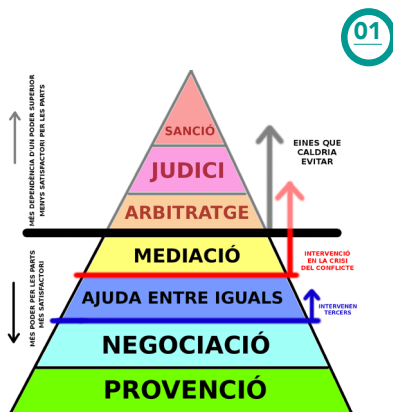 01
MÉS DEPENDÈNCIA D'UN PODER SUPERIOR
MENYS SATISFACTORI PER LES PARTS
SANCIÓ
EINES QUE
CALDRIA
EVITAR
JUDICI
ARBITRATGE
MÉS PODER PER LES PARTS
MÉS SATISFACTORI
MEDIACIÓ
INTERVENCIÓ
EN LA CRISI
DEL CONFLICTE
AJUDA ENTRE IGUALS
INTERVENEN
TERCERS
NEGOCIACIÓ
PROVENCIÓ